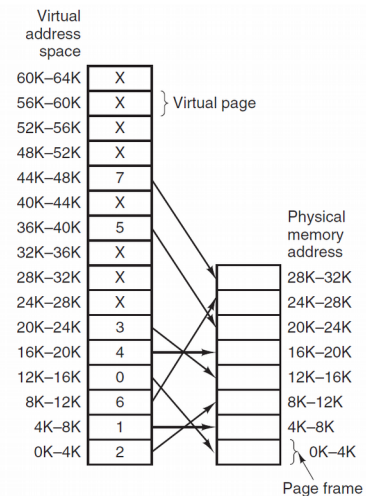 Virtual
address
space
60K–64K X
56K–60K X Virtual page
52K–56K X
48K–52K X
44K–48K 7
40K–44K X
36K–40K 5
32K–36K X
28K–32K X
24K–28K X
20K–24K 3
16K–20K 4
12K–16K 0
8K–12K 6
4K–8K 1
0K–4K 2
Physical
memory
address
28K–32K
24K–28K
20K–24K
16K–20K
12K–16K
8K–12K
4K–8K
0K–4K
Page frame